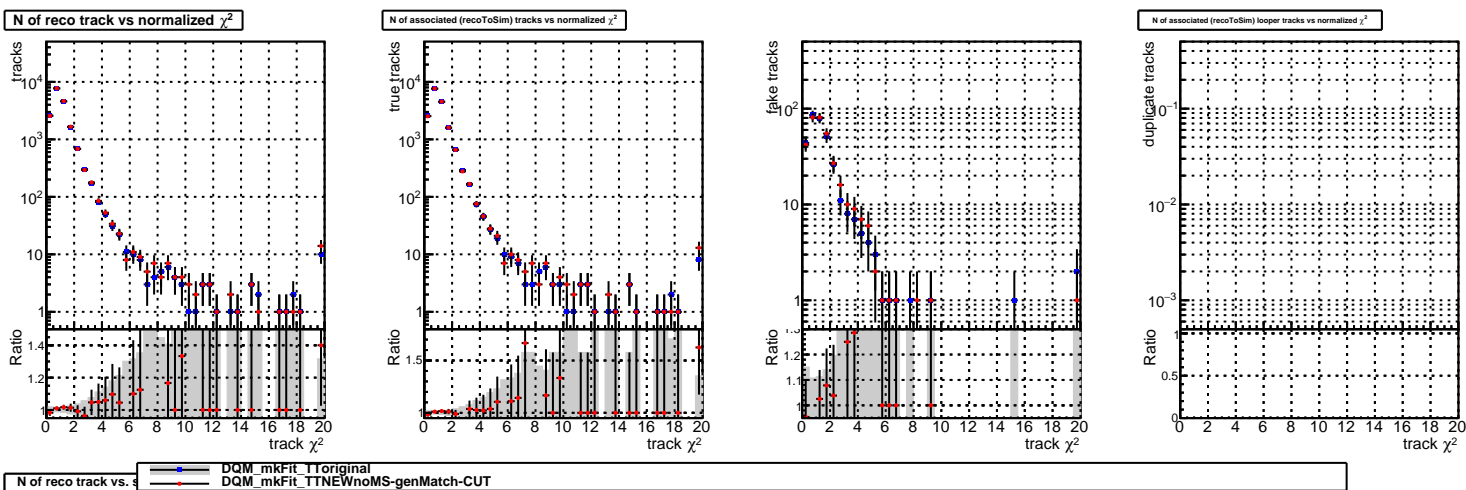 N of reco track vs normalized χ²
N of associated (recoToSim) tracks vs normalized χ²
N of associated (recoToSim) looper tracks vs normalized χ²
tracks
10⁴
10³
10²
10
1
Ratio
1.4
1.2
1
0 2 4 6 8 10 12 14 16 18 20
track χ²
true tracks
10⁴
10³
10²
10
1
Ratio
1.5
1
0 2 4 6 8 10 12 14 16 18 20
track χ²
fake tracks
10²
10
1
Ratio
1.3
1.2
1.1
1
0 2 4 6 8 10 12 14 16 18 20
track χ²
duplicate tracks
10⁻¹
10⁻²
10⁻³
Ratio
1
0.5
0
0 2 4 6 8 10 12 14 16 18 20
track χ²
N of reco track vs. s
DQM_mkFit_TToriginal
DQM_mkFit_TTNEWnoMS-genMatch-CUT